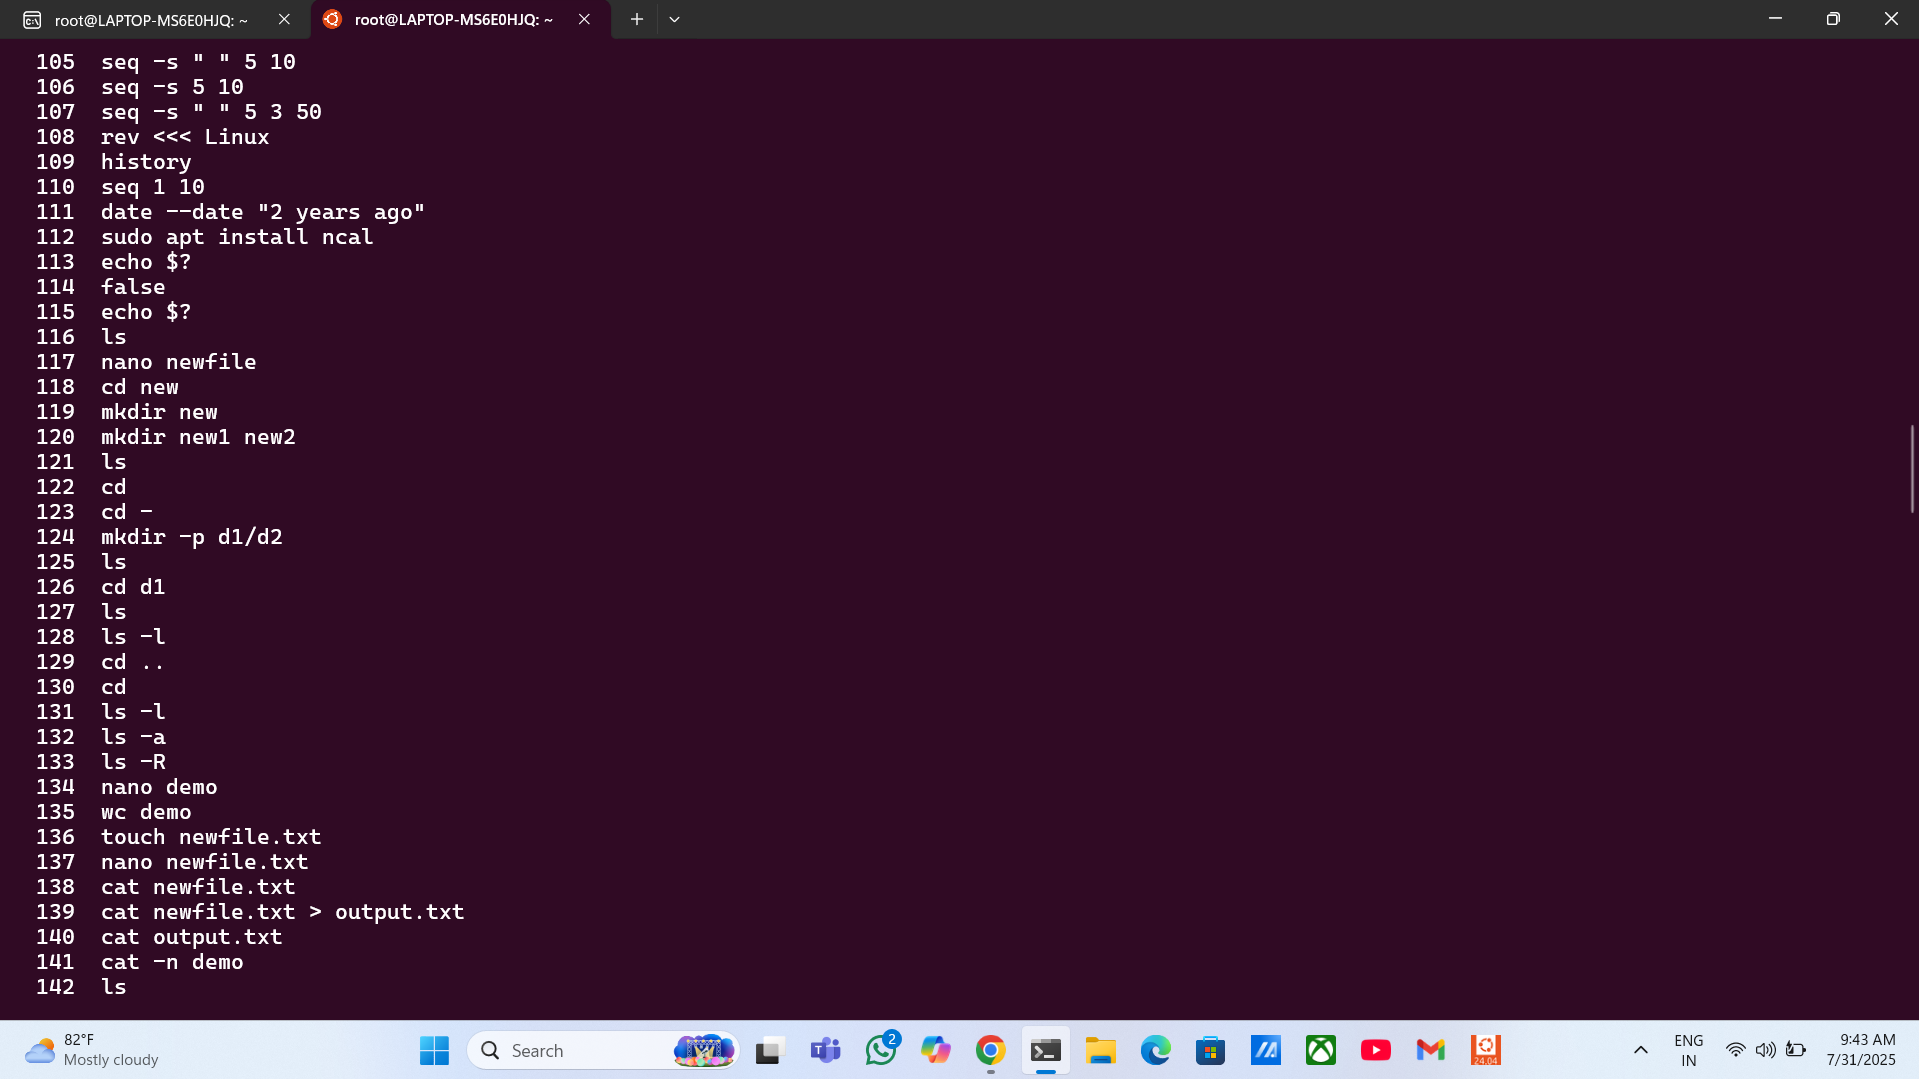 root@LAPTOP-MS6E0HJQ: ~
root@LAPTOP-MS6E0HJQ: ~
105 seq -s " " 5 10
106 seq -s 5 10
107 seq -s " " 5 3 50
108 rev <<< Linux
109 history
110 seq 1 10
111 date --date "2 years ago"
112 sudo apt install ncal
113 echo $?
114 false
115 echo $?
116 ls
117 nano newfile
118 cd new
119 mkdir new
120 mkdir new1 new2
121 ls
122 cd
123 cd -
124 mkdir -p d1/d2
125 ls
126 cd d1
127 ls
128 ls -l
129 cd ..
130 cd
131 ls -l
132 ls -a
133 ls -R
134 nano demo
135 wc demo
136 touch newfile.txt
137 nano newfile.txt
138 cat newfile.txt
139 cat newfile.txt > output.txt
140 cat output.txt
141 cat -n demo
142 ls
82°F
Mostly cloudy
Search
2
24.04
ENG
IN
9:43 AM
7/31/2025